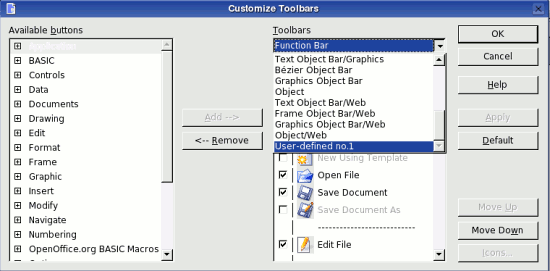 Customize Toolbars
Available buttons
Application
BASIC
Controls
Data
Documents
Drawing
Edit
Format
Frame
Graphic
Insert
Modify
Navigate
Numbering
OpenOffice.org BASIC Macros
Add -->
<-- Remove
Toolbars
Function Bar
Text Object Bar/Graphics
Bézier Object Bar
Graphics Object Bar
Object
Text Object Bar/Web
Frame Object Bar/Web
Graphics Object Bar/Web
Object/Web
User-defined no.1
New Using Template
Open File
Save Document
Save Document As
----------------------------
Edit File
OK
Cancel
Help
Apply
Default
Move Up
Move Down
Icons...